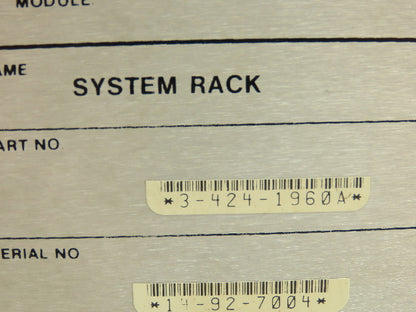 MODULE
AME
SYSTEM RACK
ART NO
*3-424-1960A*
ERIAL NO
*14-92-7004*